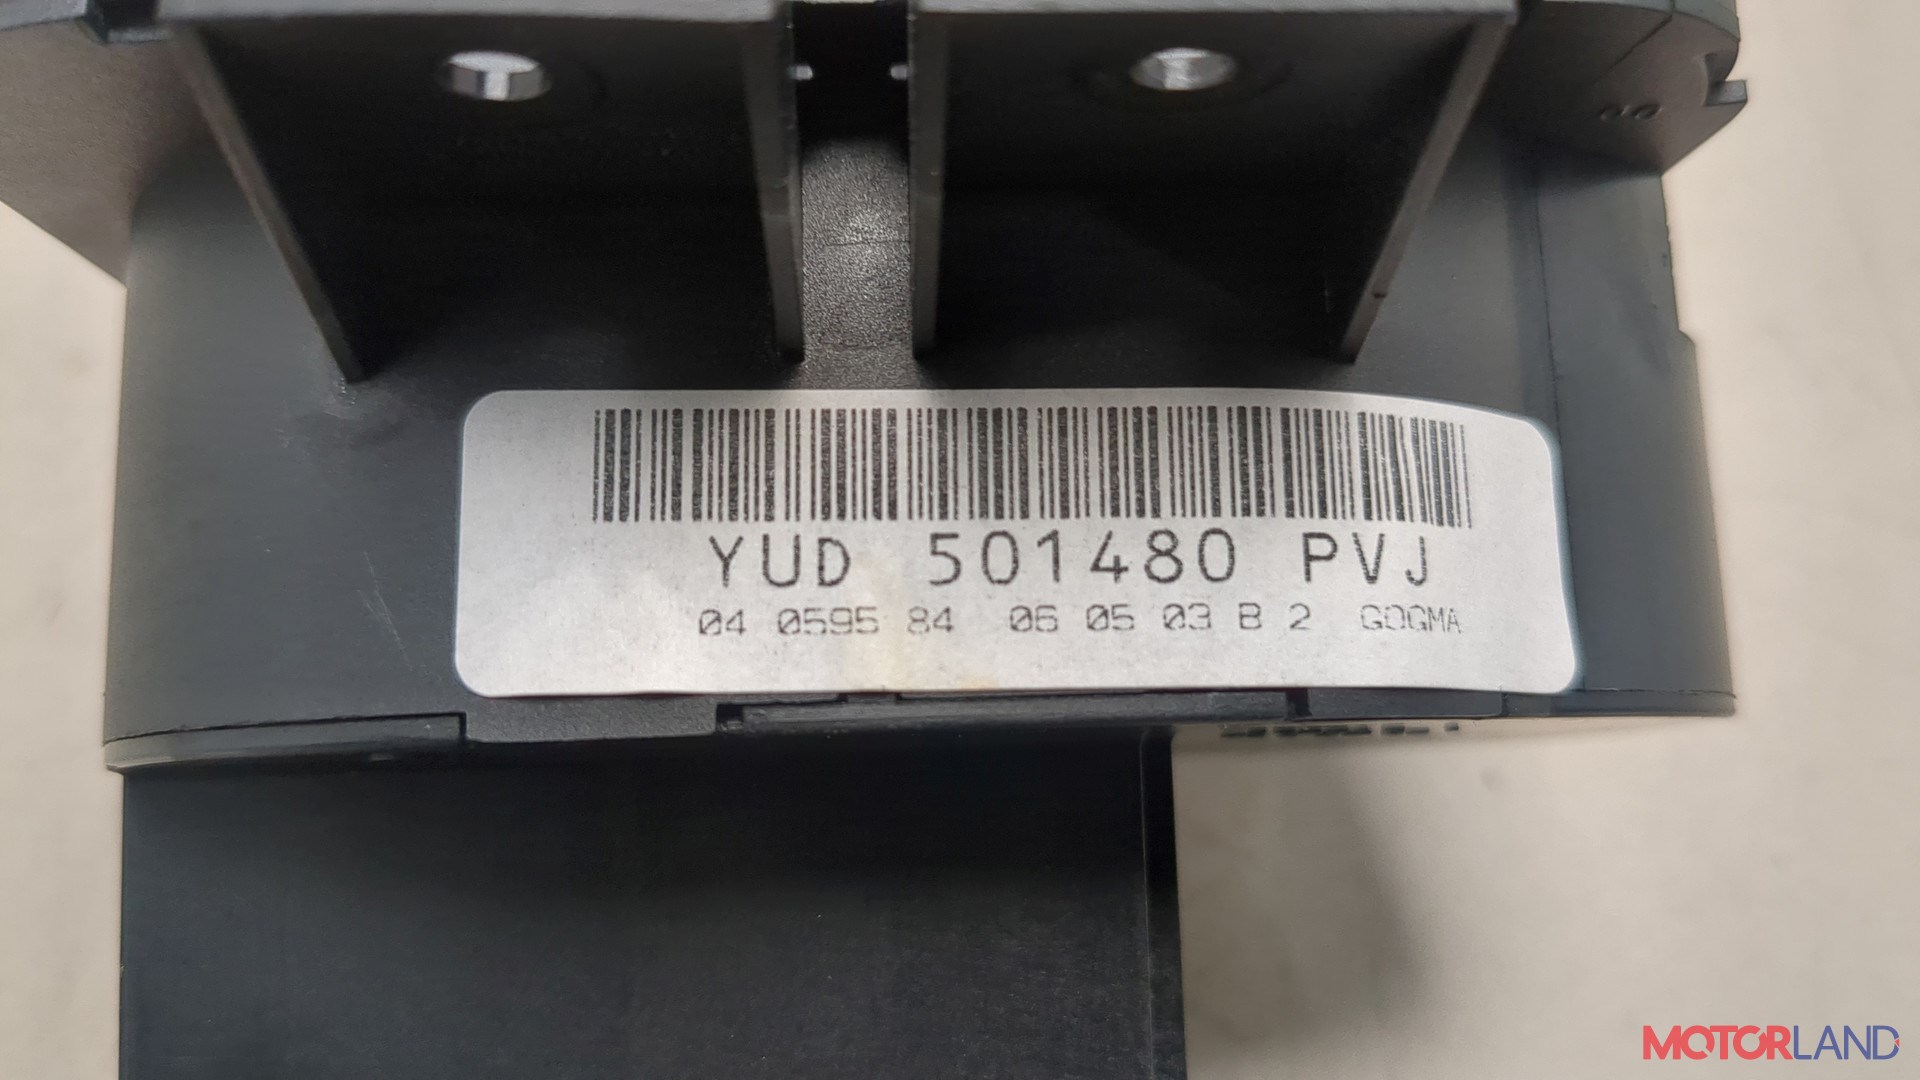 YUD 501480 PVJ
04 0595 84 06 05 03 B 2 GOGMA
MOTORLAND